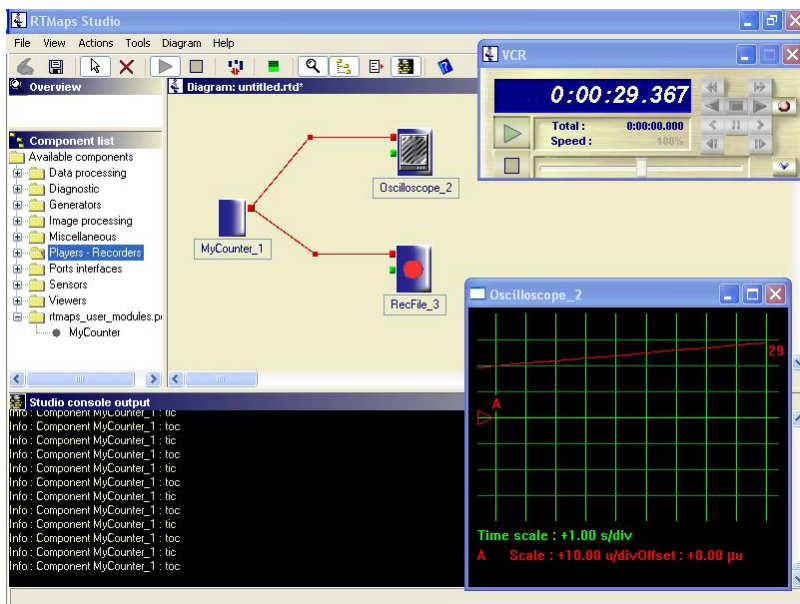 RTMaps Studio
File View Actions Tools Diagram Help
Overview
Diagram: untitled.rtd*
Component list
Available components
Data processing
Diagnostic
Generators
Image processing
Miscellaneous
Players - Recorders
Ports interfaces
Sensors
Viewers
rtmaps_user_modules.p
MyCounter
MyCounter_1
Oscilloscope_2
RecFile_3
VCR
0:00:29.367
Total : 0:00:00.000
Speed : 100%
Oscilloscope_2
29
A
Time scale : +1.00 s/div
A Scale : +10.00 u/divOffset : +0.00 µu
Studio console output
Info : Component MyCounter_1 : tic
Info : Component MyCounter_1 : toc
Info : Component MyCounter_1 : toc
Info : Component MyCounter_1 : tic
Info : Component MyCounter_1 : toc
Info : Component MyCounter_1 : toc
Info : Component MyCounter_1 : tic
Info : Component MyCounter_1 : toc
Info : Component MyCounter_1 : toc
Info : Component MyCounter_1 : tic
Info : Component MyCounter_1 : toc